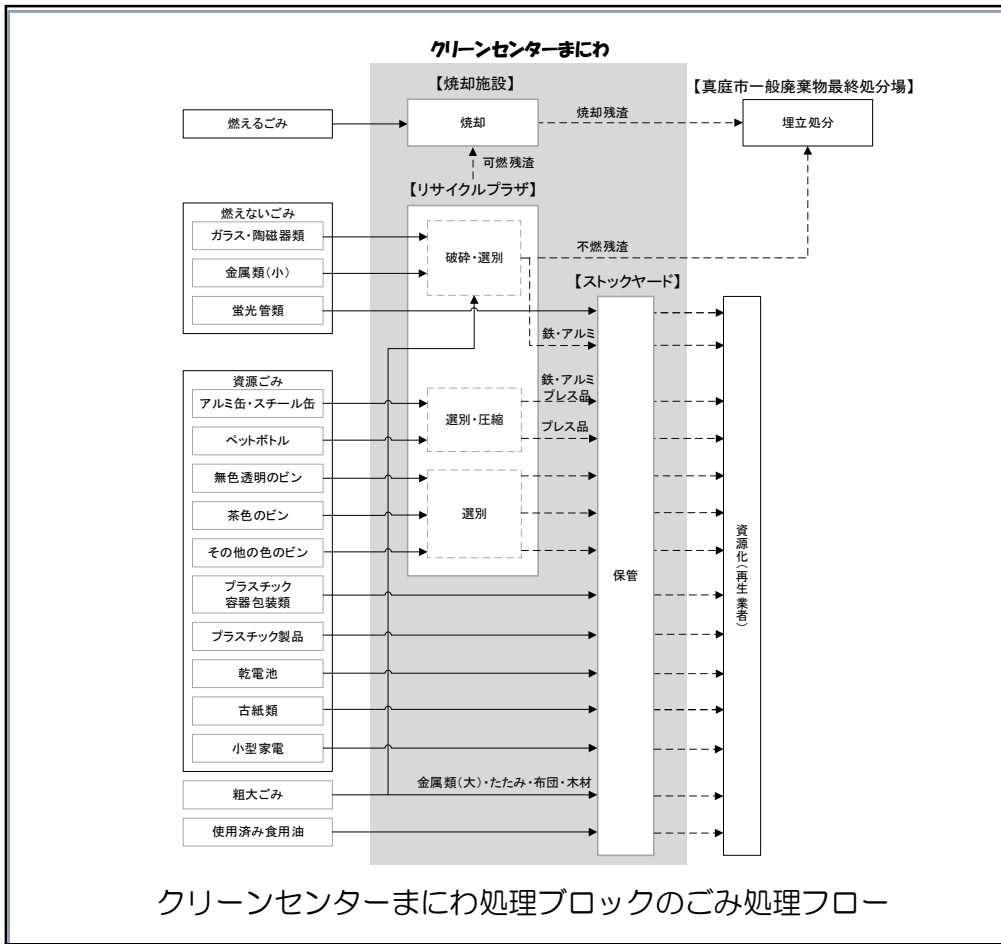 クリーンセンターまにわ
【焼却施設】
【真庭市一般廃棄物最終処分場】
燃えるごみ
焼却
焼却残渣
埋立処分
可燃残渣
【リサイクルプラザ】
燃えないごみ
ガラス・陶磁器類
破砕・選別
不燃残渣
金属類(小)
【ストックヤード】
蛍光管類
鉄・アルミ
資源ごみ
鉄・アルミ
プレス品
アルミ缶・スチール缶
選別・圧縮
プレス品
ペットボトル
無色透明のビン
茶色のビン
選別
その他の色のビン
保管
資源化(再生業者)
プラスチック
容器包装類
プラスチック製品
乾電池
古紙類
小型家電
金属類(大)・たたみ・布団・木材
粗大ごみ
使用済み食用油
クリーンセンターまにわ処理ブロックのごみ処理フロー